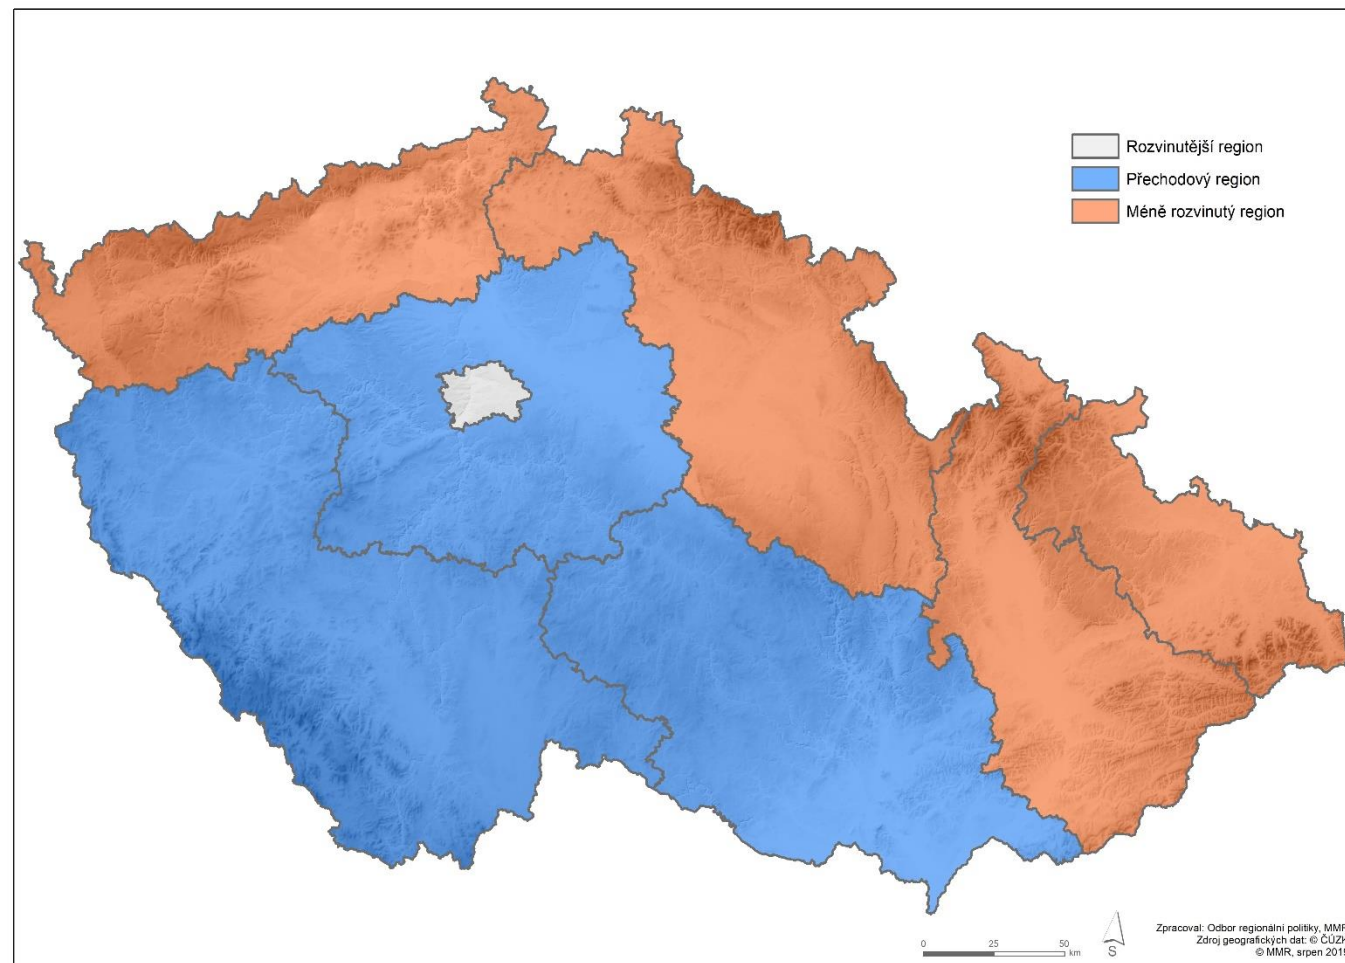 Rozvinutější region
Přechodový region
Méně rozvinutý region
0 25 50
km
S
Zpracoval: Odbor regionální politiky, MMR
Zdroj geografických dat: © ČÚZK
© MMR, srpen 2019